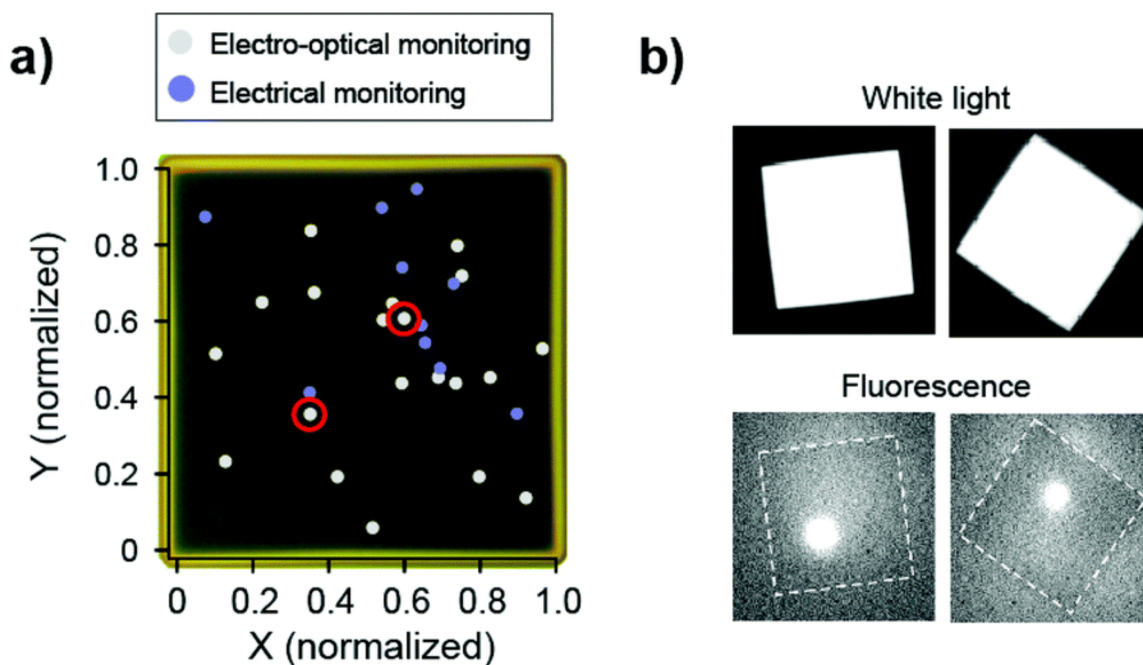 a)
Electro-optical monitoring
Electrical monitoring
1.0
0.8
0.6
0.4
0.2
0
Y (normalized)
0 0.2 0.4 0.6 0.8 1.0
X (normalized)
b)
White light
Fluorescence